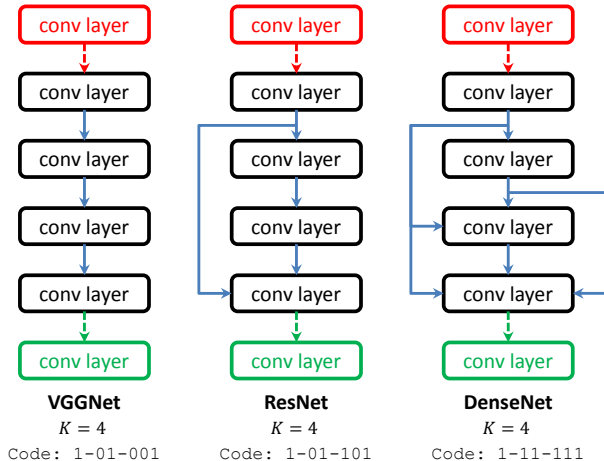 conv layer conv layer conv layer
conv layer conv layer conv layer
conv layer conv layer conv layer
conv layer conv layer conv layer
conv layer conv layer conv layer
conv layer conv layer conv layer
VGGNet ResNet DenseNet
K = 4 K = 4 K = 4
Code: 1-01-001 Code: 1-01-101 Code: 1-11-111